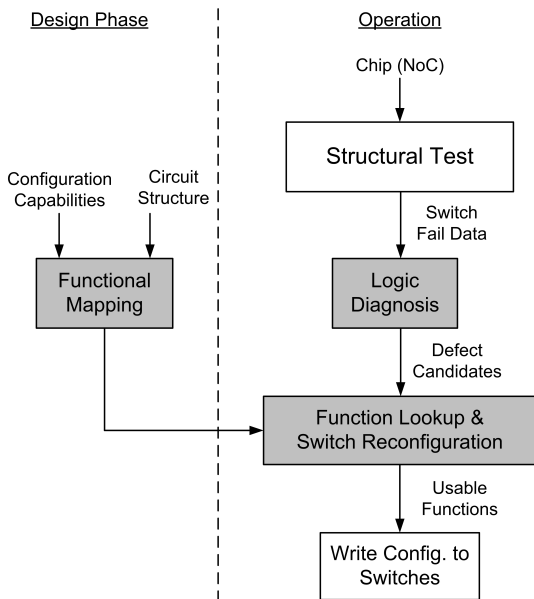 Design Phase
Operation
Chip (NoC)
Structural Test
Configuration
Capabilities
Circuit
Structure
Switch
Fail Data
Functional
Mapping
Logic
Diagnosis
Defect
Candidates
Function Lookup &
Switch Reconfiguration
Usable
Functions
Write Config. to
Switches